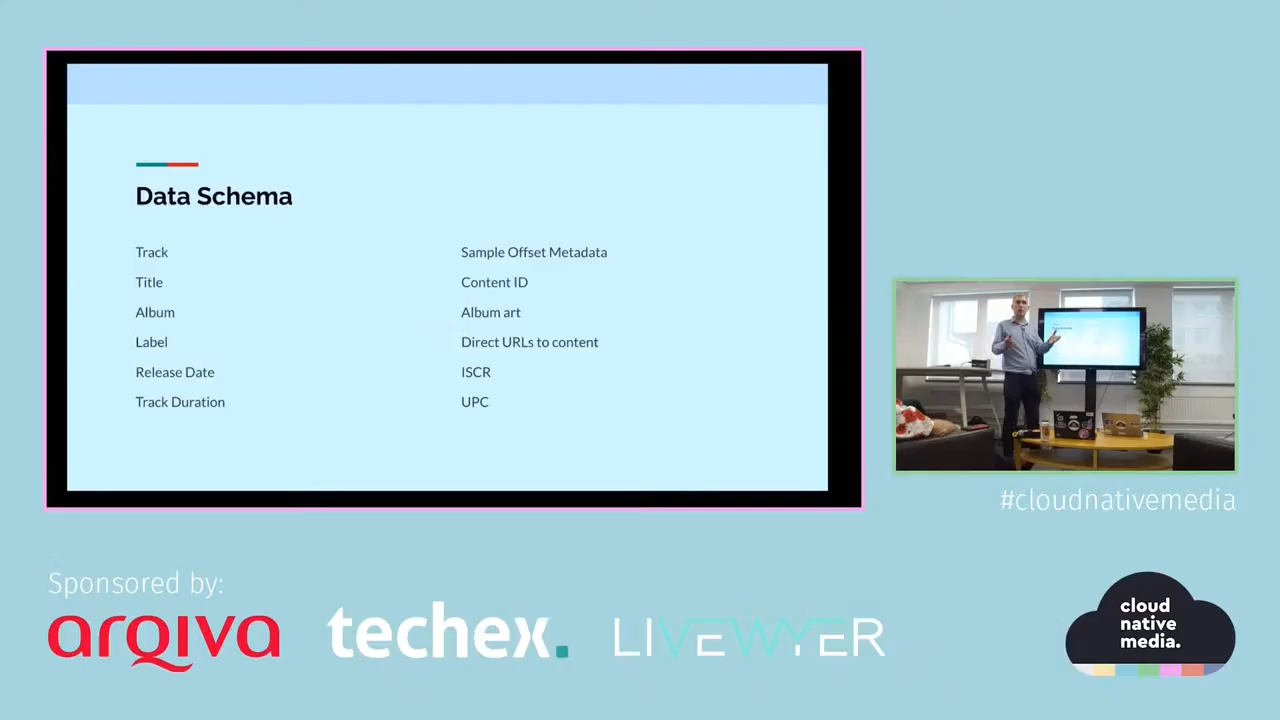 Data Schema
Track
Title
Album
Label
Release Date
Track Duration
Sample Offset Metadata
Content ID
Album art
Direct URLs to content
ISCR
UPC
#cloudnativemedia
Sponsored by:
arqiva
techex.
LIVEWYER
cloud
native
media.